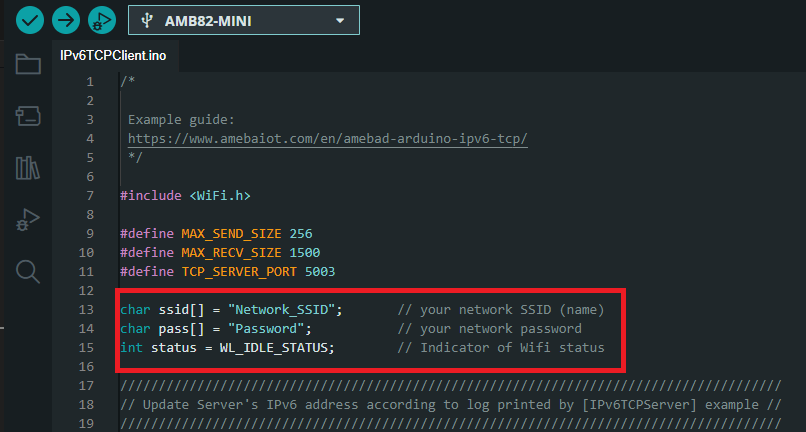 AMB82-MINI
IPv6TCPClient.ino
1 /*
2
3 Example guide:
4 https://www.amebaiot.com/en/amebad-arduino-ipv6-tcp/
5 */
6
7 #include <WiFi.h>
8
9 #define MAX_SEND_SIZE 256
10 #define MAX_RECV_SIZE 1500
11 #define TCP_SERVER_PORT 5003
12
13 char ssid[] = "Network_SSID"; // your network SSID (name)
14 char pass[] = "Password"; // your network password
15 int status = WL_IDLE_STATUS; // Indicator of Wifi status
16
17 //////////////////////////////////////////////////////////////////////////////////////
18 // Update Server's IPv6 address according to log printed by [IPv6TCPServer] example //
19 //////////////////////////////////////////////////////////////////////////////////////